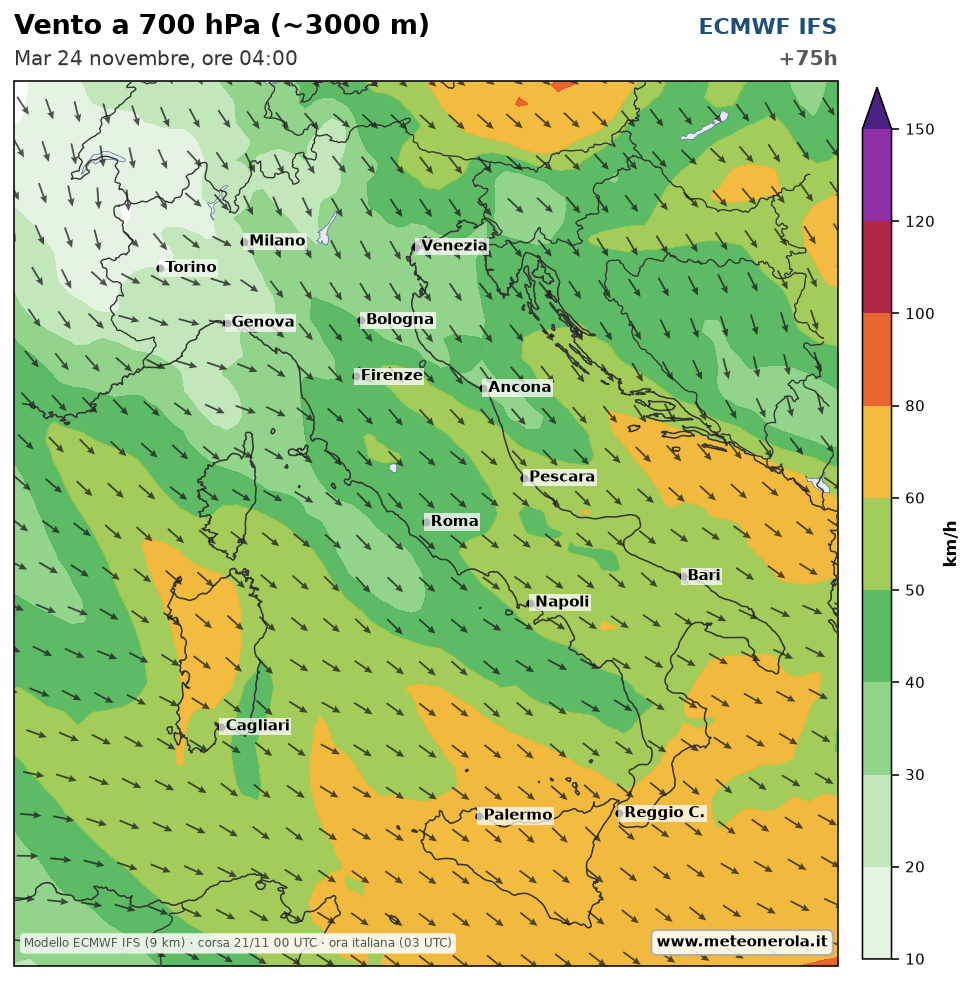 Vento a 700 hPa (~3000 m)
ECMWF IFS
Mar 24 novembre, ore 04:00
+75h
150
120
100
80
60
50
40
30
20
10
km/h
Milano
Venezia
Torino
Genova
Bologna
Firenze
Ancona
Pescara
Roma
Bari
Napoli
Cagliari
Palermo
Reggio C.
Modello ECMWF IFS (9 km) · corsa 21/11 00 UTC · ora italiana (03 UTC)
www.meteonerola.it